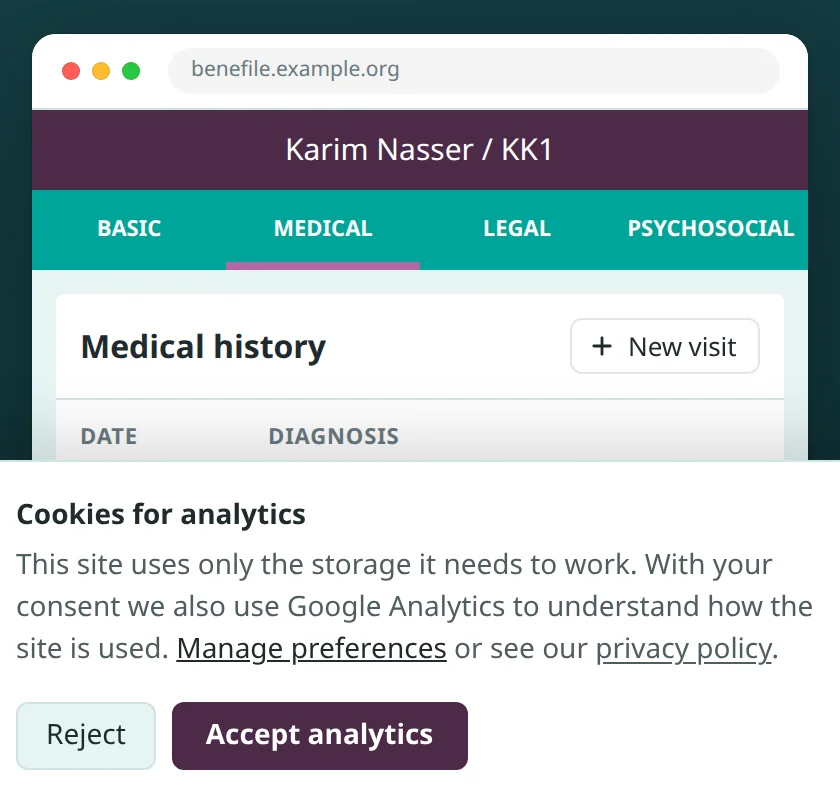 benefile.example.org
Karim Nasser / KK1
BASIC MEDICAL LEGAL PSYCHOSOCIAL
Medical history
+ New visit
DATE DIAGNOSIS
Cookies for analytics
This site uses only the storage it needs to work. With your
consent we also use Google Analytics to understand how the
site is used. Manage preferences or see our privacy policy.
Reject Accept analytics